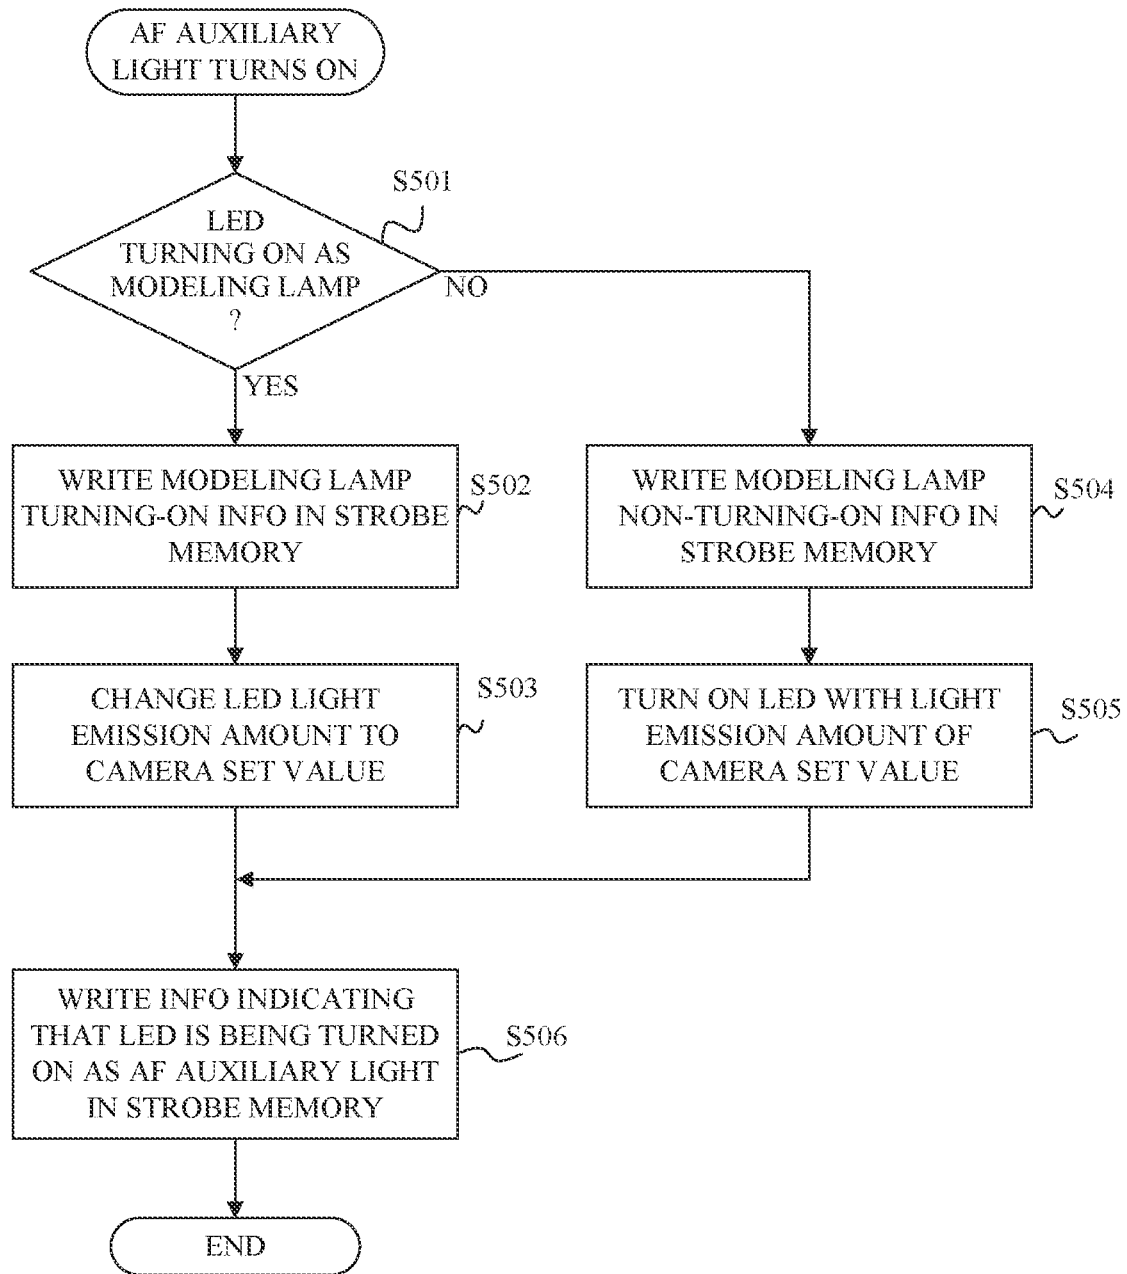 AF AUXILIARY
LIGHT TURNS ON
S501
LED
TURNING ON AS
MODELING LAMP
?
NO
YES
WRITE MODELING LAMP
TURNING-ON INFO IN STROBE
MEMORY
S502
WRITE MODELING LAMP
NON-TURNING-ON INFO IN
STROBE MEMORY
S504
CHANGE LED LIGHT
EMISSION AMOUNT TO
CAMERA SET VALUE
S503
TURN ON LED WITH LIGHT
EMISSION AMOUNT OF
CAMERA SET VALUE
S505
WRITE INFO INDICATING
THAT LED IS BEING TURNED
ON AS AF AUXILIARY LIGHT
IN STROBE MEMORY
S506
END